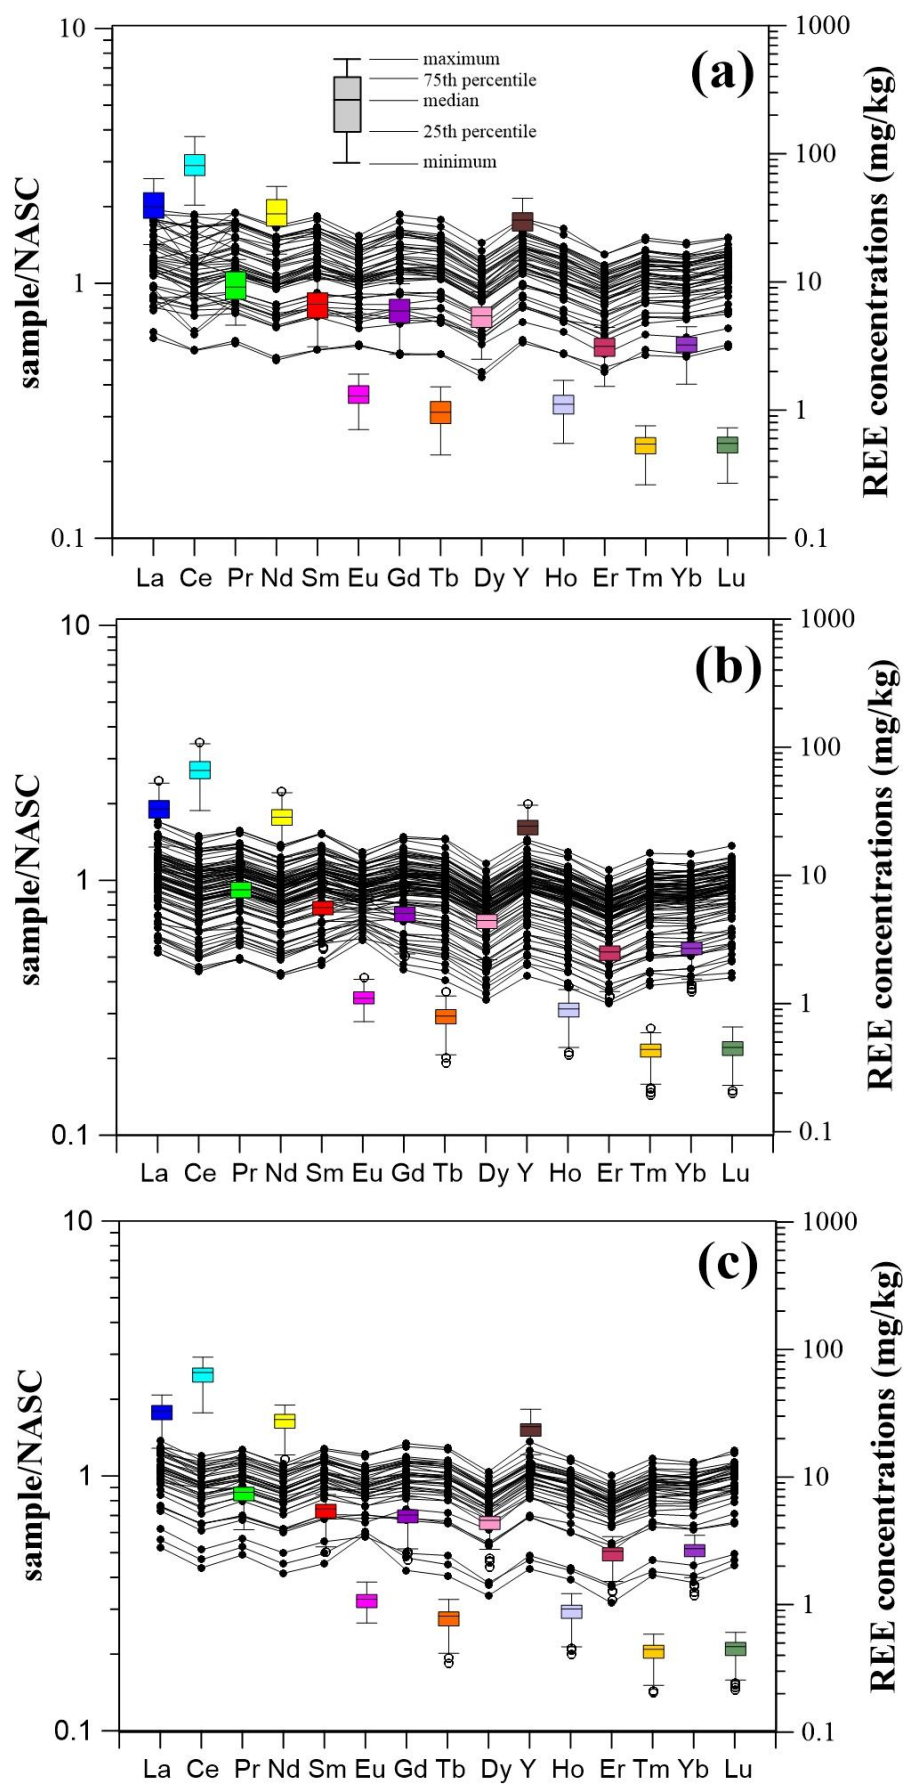 10
1000
(a)
maximum
75th percentile
median
25th percentile
minimum
100
sample/NASC
REE concentrations (mg/kg)
1
10
1
0.1
0.1
La Ce Pr Nd Sm Eu Gd Tb Dy Y Ho Er Tm Yb Lu
10
1000
(b)
100
sample/NASC
REE concentrations (mg/kg)
1
10
1
0.1
0.1
La Ce Pr Nd Sm Eu Gd Tb Dy Y Ho Er Tm Yb Lu
10
1000
(c)
100
sample/NASC
REE concentrations (mg/kg)
1
10
1
0.1
0.1
La Ce Pr Nd Sm Eu Gd Tb Dy Y Ho Er Tm Yb Lu